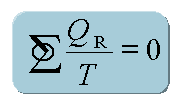 ∑ Q_R / T = 0